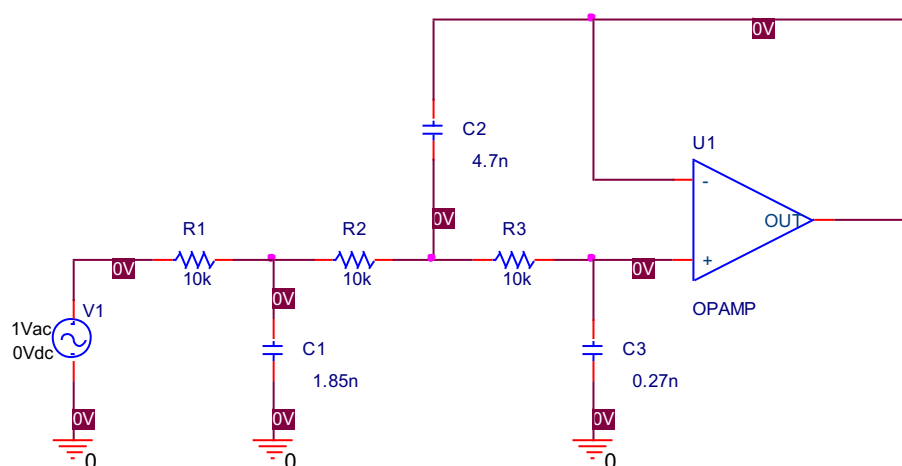 0V
C2
4.7n
U1
-
OUT
+
OPAMP
R1
10k
R2
10k
0V
R3
10k
0V
0V
0V
V1
1Vac
0Vdc
C1
1.85n
C3
0.27n
0V
0
0V
0
0V
0